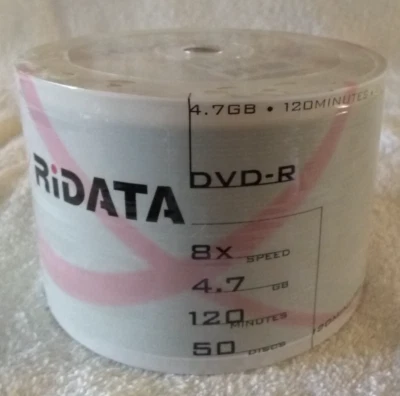 4.7GB • 120MINUTES •
RiDATA
DVD-R
8x SPEED
4.7 GB
120 MINUTES
50 DISCS